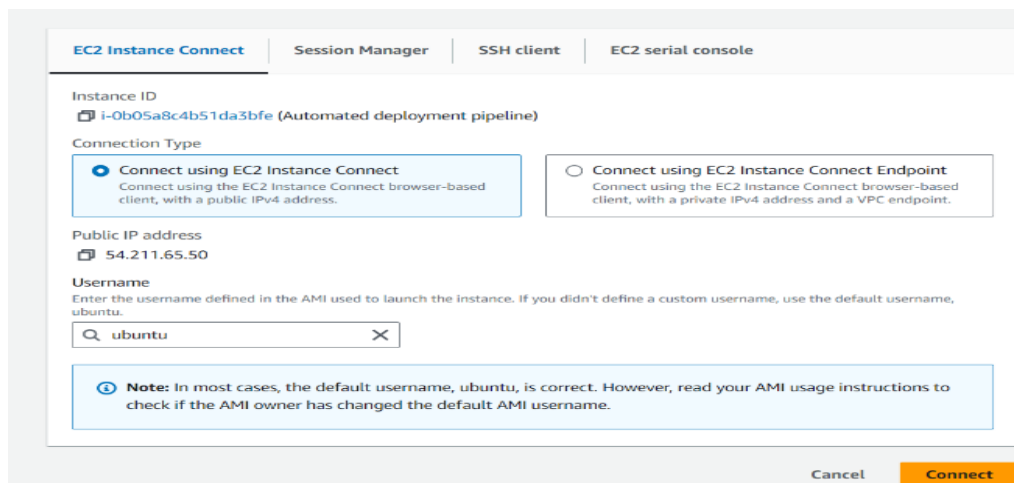 EC2 Instance Connect Session Manager SSH client EC2 serial console
Instance ID
i-0b05a8c4b51da3bfe (Automated deployment pipeline)
Connection Type
Connect using EC2 Instance Connect
Connect using the EC2 Instance Connect browser-based
client, with a public IPv4 address.
Connect using EC2 Instance Connect Endpoint
Connect using the EC2 Instance Connect browser-based
client, with a private IPv4 address and a VPC endpoint.
Public IP address
54.211.65.50
Username
Enter the username defined in the AMI used to launch the instance. If you didn't define a custom username, use the default username,
ubuntu.
ubuntu
Note: In most cases, the default username, ubuntu, is correct. However, read your AMI usage instructions to
check if the AMI owner has changed the default AMI username.
Cancel Connect